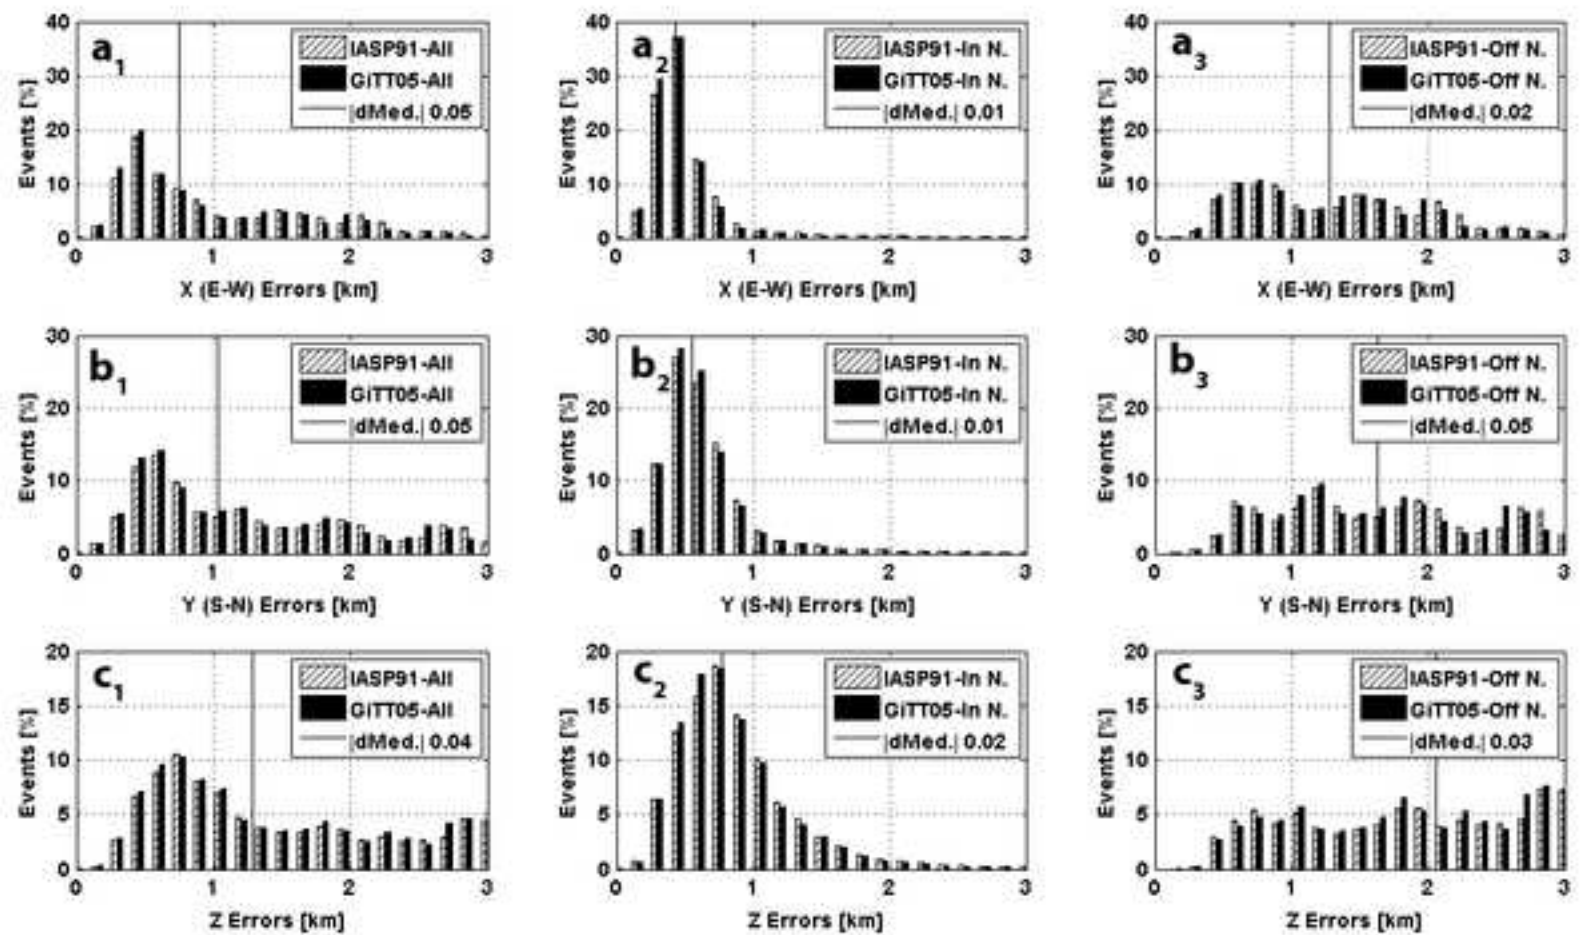 a1
IASP91-All
GiTT05-All
|dMed.| 0.05
Events [%]
40
30
20
10
0
0 1 2 3
X (E-W) Errors [km]
a2
IASP91-In N.
GiTT05-In N.
|dMed.| 0.01
Events [%]
40
30
20
10
0
0 1 2 3
X (E-W) Errors [km]
a3
IASP91-Off N.
GiTT05-Off N.
|dMed.| 0.02
Events [%]
40
30
20
10
0
0 1 2 3
X (E-W) Errors [km]
b1
IASP91-All
GiTT05-All
|dMed.| 0.05
Events [%]
30
20
10
0
0 1 2 3
Y (S-N) Errors [km]
b2
IASP91-In N.
GiTT05-In N.
|dMed.| 0.01
Events [%]
30
20
10
0
0 1 2 3
Y (S-N) Errors [km]
b3
IASP91-Off N.
GiTT05-Off N.
|dMed.| 0.05
Events [%]
30
20
10
0
0 1 2 3
Y (S-N) Errors [km]
c1
IASP91-All
GiTT05-All
|dMed.| 0.04
Events [%]
20
15
10
5
0
0 1 2 3
Z Errors [km]
c2
IASP91-In N.
GiTT05-In N.
|dMed.| 0.02
Events [%]
20
15
10
5
0
0 1 2 3
Z Errors [km]
c3
IASP91-Off N.
GiTT05-Off N.
|dMed.| 0.03
Events [%]
20
15
10
5
0
0 1 2 3
Z Errors [km]